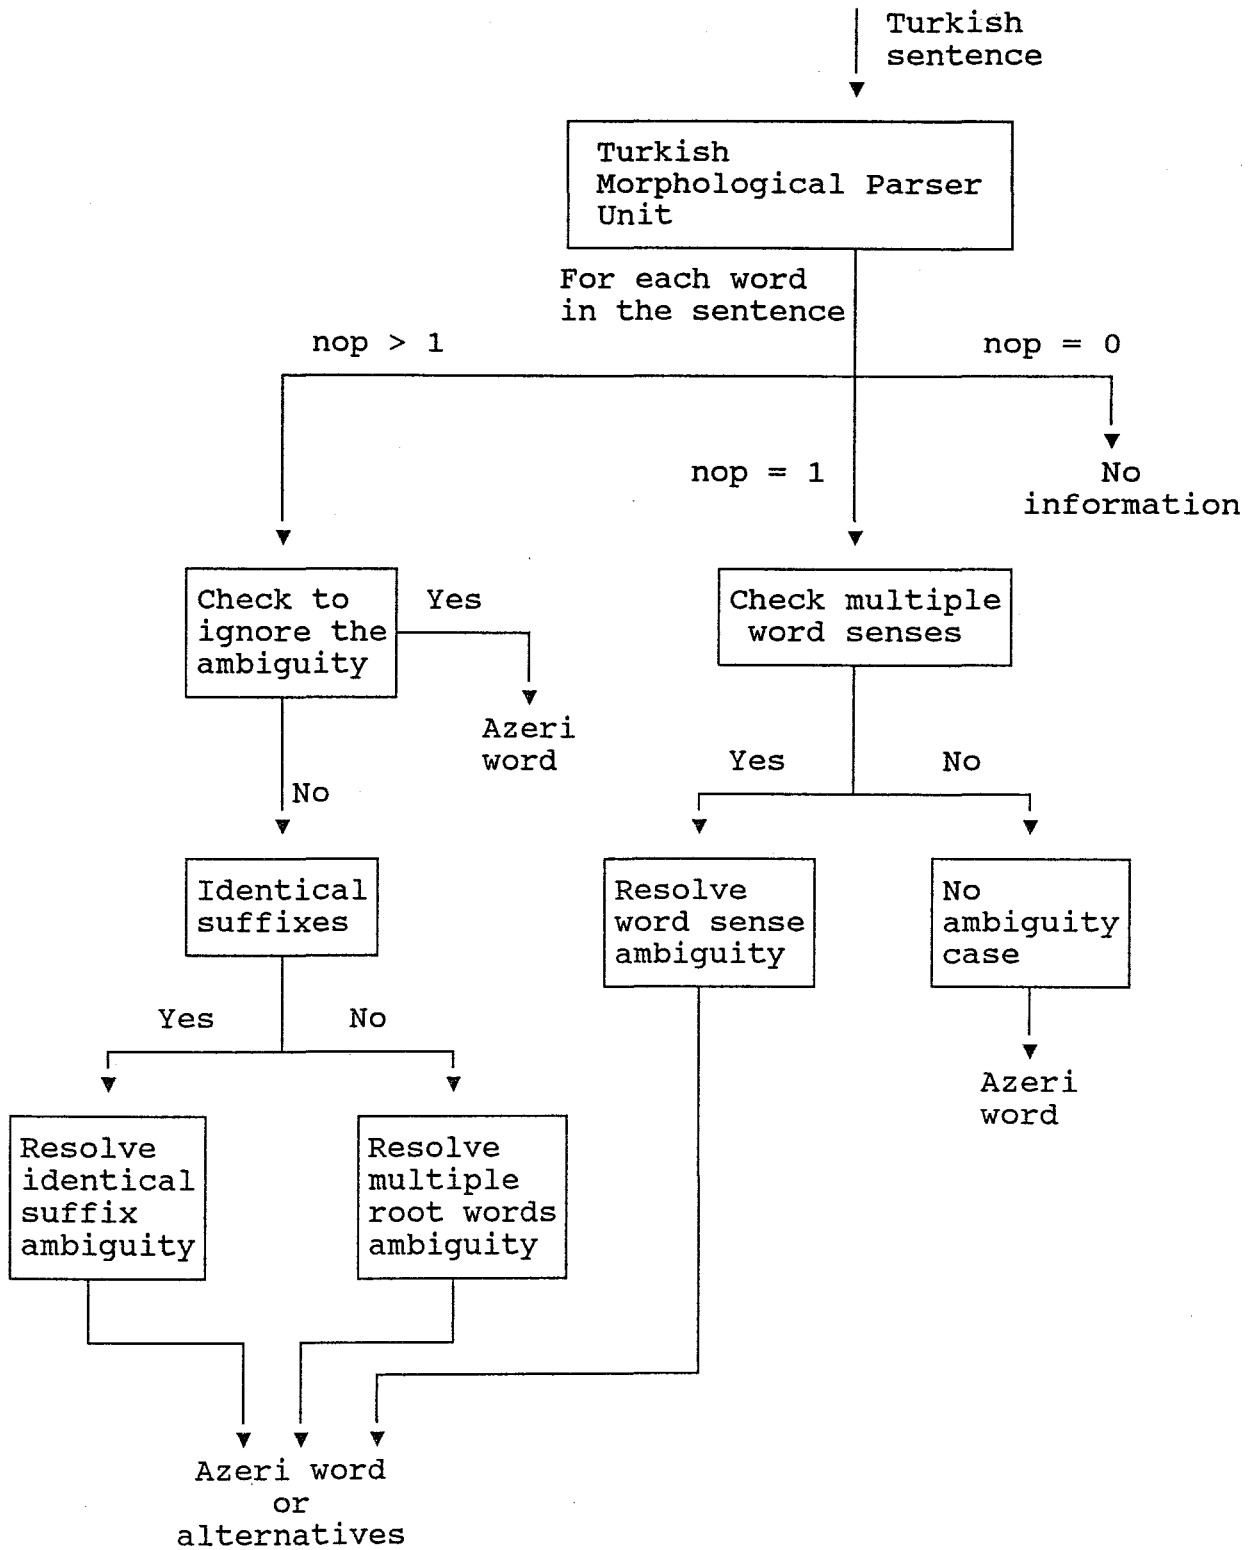 Turkish
sentence
Turkish
Morphological Parser
Unit
For each word
in the sentence
nop > 1
nop = 0
nop = 1
No
information
Check to
ignore the
ambiguity
Yes
Azeri
word
No
Check multiple
word senses
Yes
No
Identical
suffixes
Yes
No
Resolve
word sense
ambiguity
No
ambiguity
case
Azeri
word
Resolve
identical
suffix
ambiguity
Resolve
multiple
root words
ambiguity
Azeri word
or
alternatives